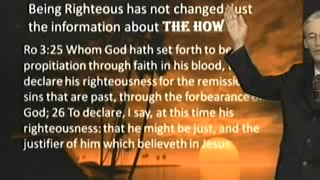 Being Righteous has not changed just
the information about THE HOW
Ro 3:25 Whom God hath set forth to be
propitiation through faith in his blood, t
declare his righteousness for the remissi
sins that are past, through the forbearance
God; 26 To declare, I say, at this time his
righteousness: that he might be just, and the
justifier of him which believeth in Jesus.